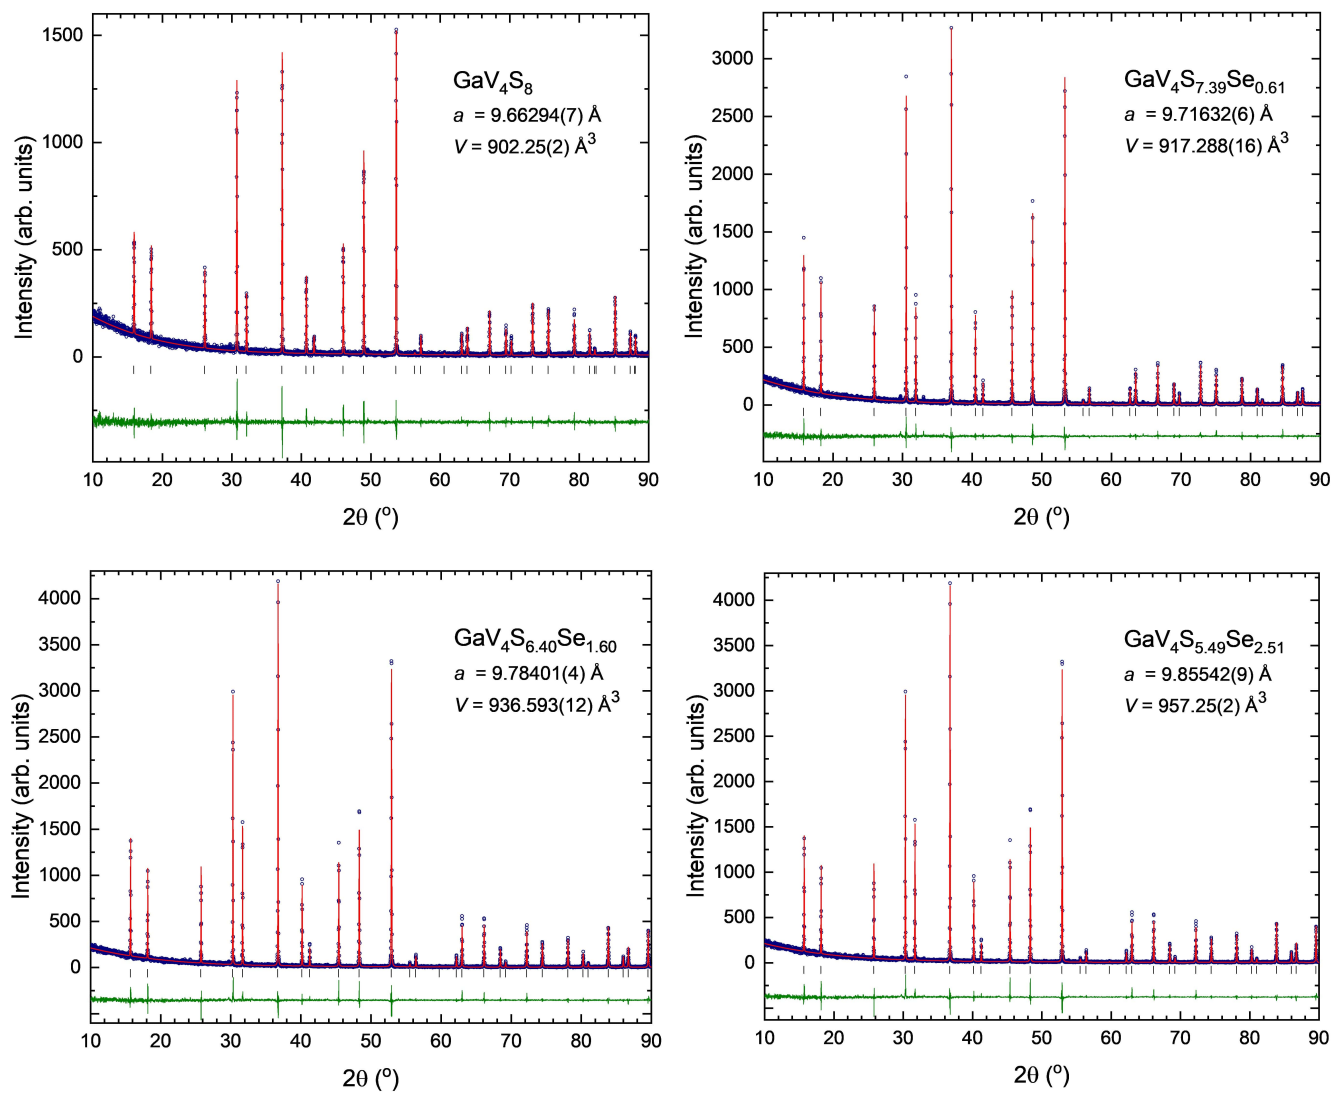 1500
1000
500
0
Intensity (arb. units)
GaV4S8
a = 9.66294(7) Å
V = 902.25(2) Å3
10 20 30 40 50 60 70 80 90
2θ (o)
3000
2500
2000
1500
1000
500
0
Intensity (arb. units)
GaV4S7.39Se0.61
a = 9.71632(6) Å
V = 917.288(16) Å3
10 20 30 40 50 60 70 80 90
2θ (o)
4000
3500
3000
2500
2000
1500
1000
500
0
Intensity (arb. units)
GaV4S6.40Se1.60
a = 9.78401(4) Å
V = 936.593(12) Å3
10 20 30 40 50 60 70 80 90
2θ (o)
4000
3500
3000
2500
2000
1500
1000
500
0
Intensity (arb. units)
GaV4S5.49Se2.51
a = 9.85542(9) Å
V = 957.25(2) Å3
10 20 30 40 50 60 70 80 90
2θ (o)